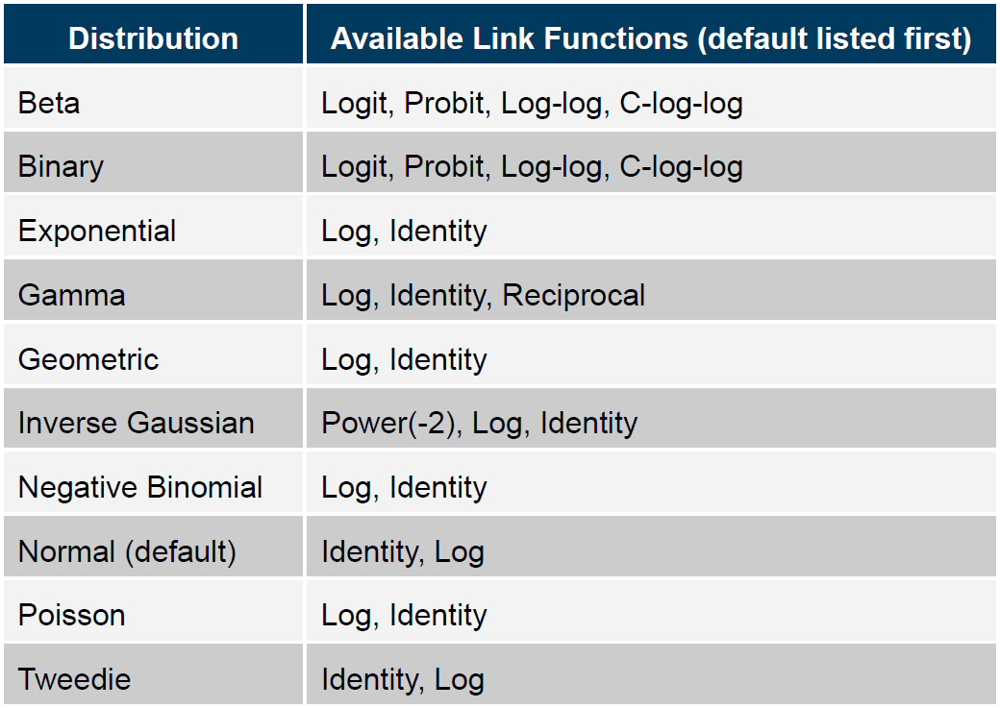 Distribution Available Link Functions (default listed first)
Beta Logit, Probit, Log-log, C-log-log
Binary Logit, Probit, Log-log, C-log-log
Exponential Log, Identity
Gamma Log, Identity, Reciprocal
Geometric Log, Identity
Inverse Gaussian Power(-2), Log, Identity
Negative Binomial Log, Identity
Normal (default) Identity, Log
Poisson Log, Identity
Tweedie Identity, Log